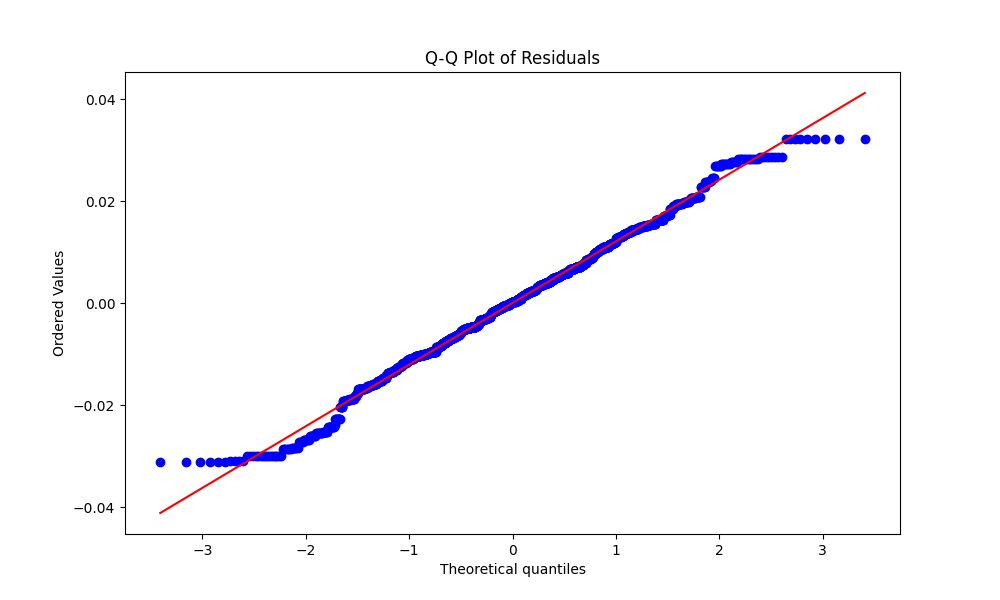 Q-Q Plot of Residuals
0.04
0.02
0.00
−0.02
−0.04
Ordered Values
−3 −2 −1 0 1 2 3
Theoretical quantiles